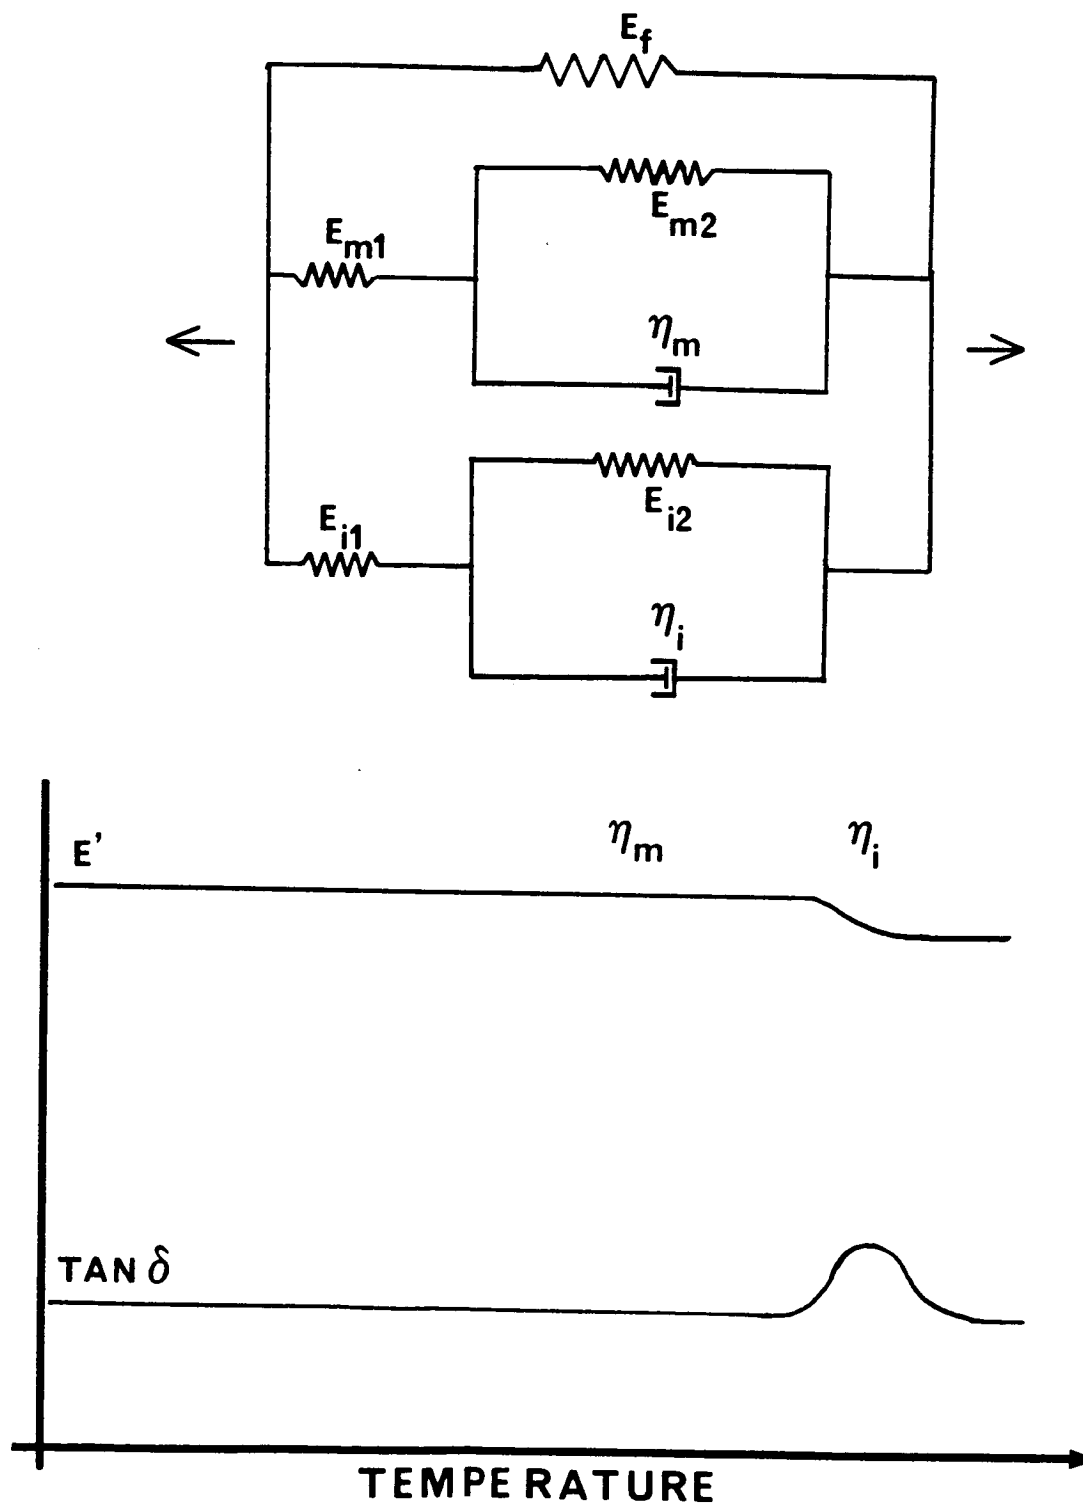 E_f
E_m2
E_m1
η_m
E_i2
E_i1
η_i
E' η_m η_i
TAN δ
TEMPERATURE